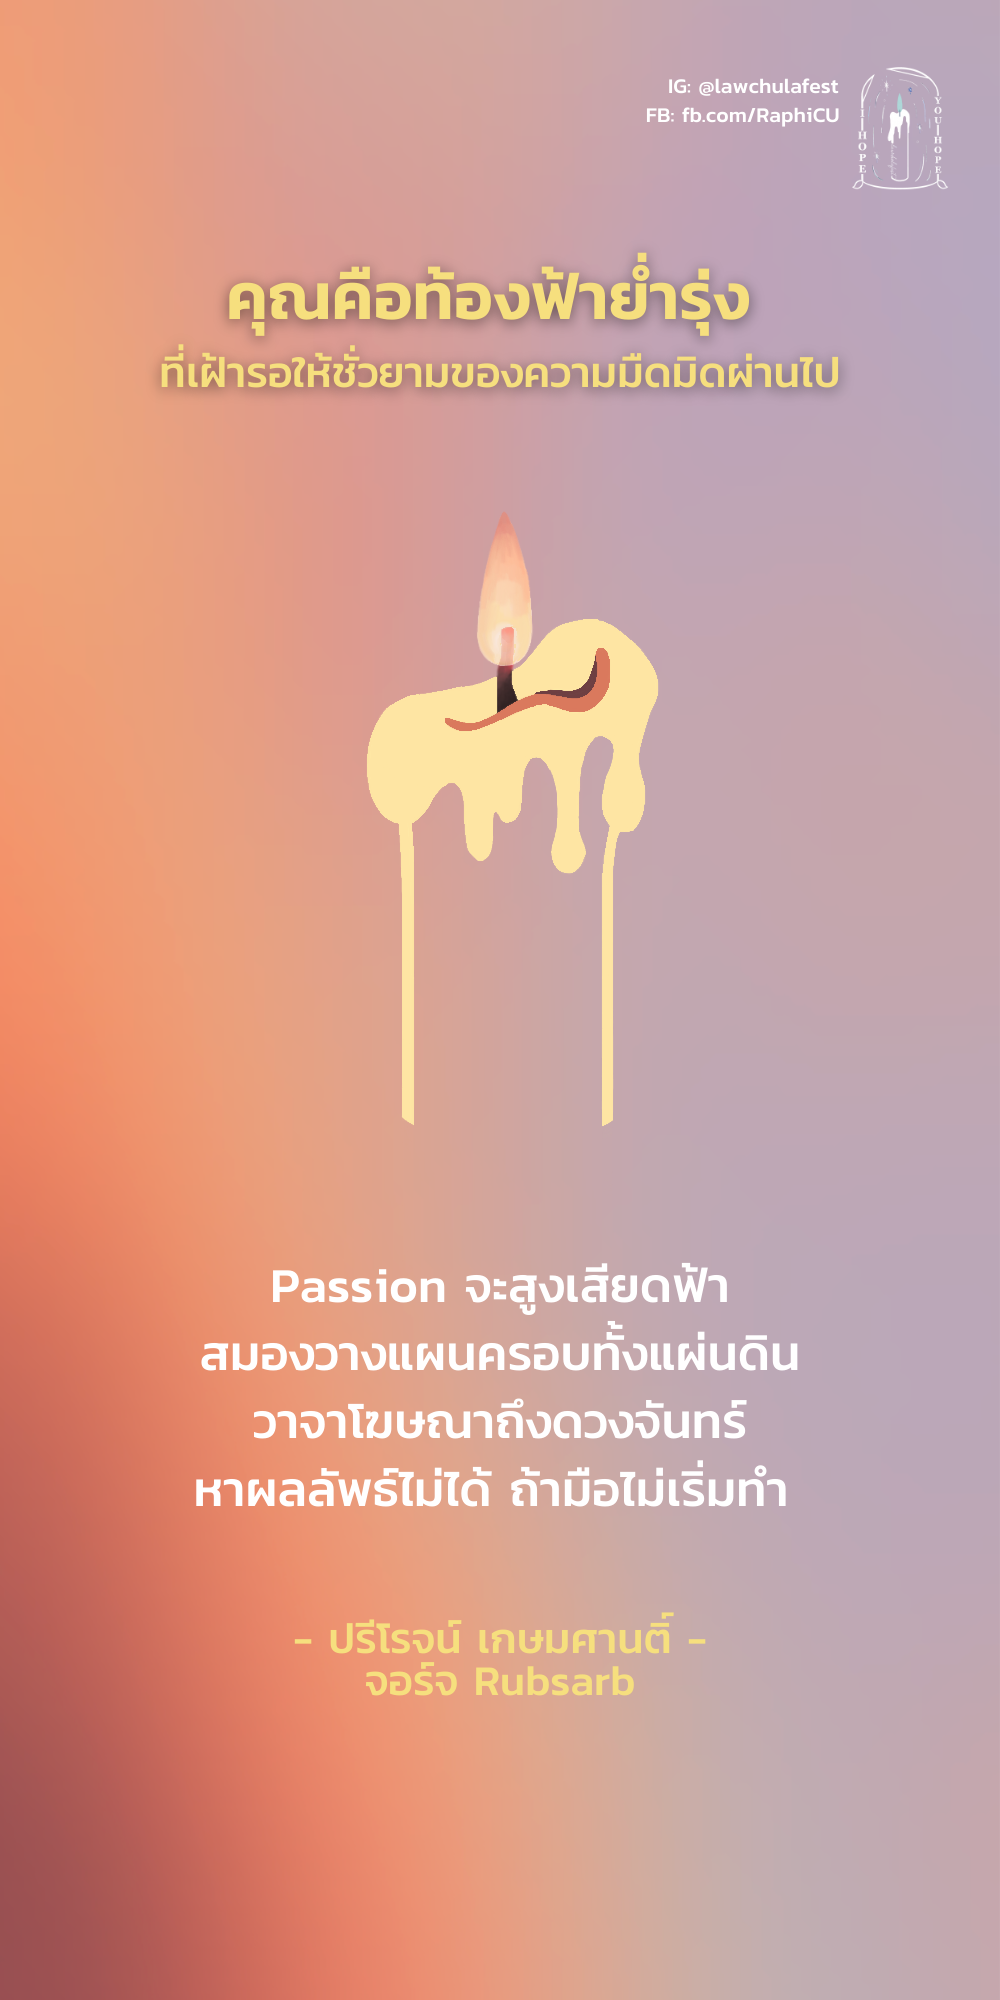 IG: @lawchulafest
FB: fb.com/RaphiCU
I HOPE
YOU HOPE
คุณคือท้องฟ้าย่ำรุ่ง
ที่เฝ้ารอให้ชั่วยามของความมืดมิดผ่านไป
Passion จะสูงเสียดฟ้า
สมองวางแผนครอบทั้งแผ่นดิน
วาจาโฆษณาถึงดวงจันทร์
หาผลลัพธ์ไม่ได้ ถ้ามือไม่เริ่มทำ
- ปรีโรจน์ เกษมศานติ์ -
จอร์จ Rubsarb